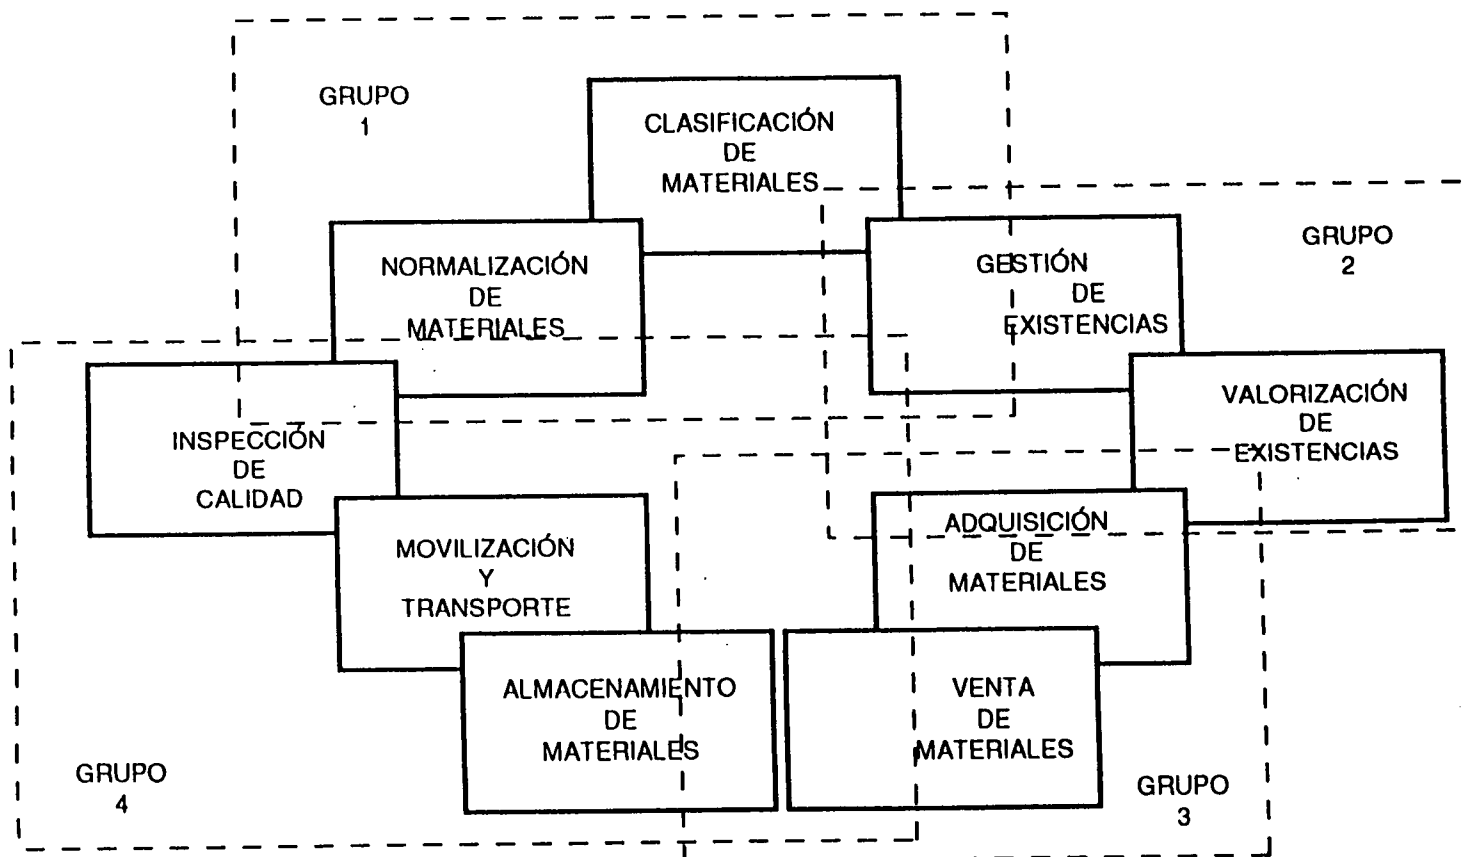 GRUPO
1
CLASIFICACIÓN
DE
MATERIALES
GRUPO
2
NORMALIZACIÓN
DE
MATERIALES
GESTIÓN
DE
EXISTENCIAS
INSPECCIÓN
DE
CALIDAD
VALORIZACIÓN
DE
EXISTENCIAS
MOVILIZACIÓN
Y
TRANSPORTE
ADQUISICIÓN
DE
MATERIALES
ALMACENAMIENTO
DE
MATERIALES
VENTA
DE
MATERIALES
GRUPO
4
GRUPO
3